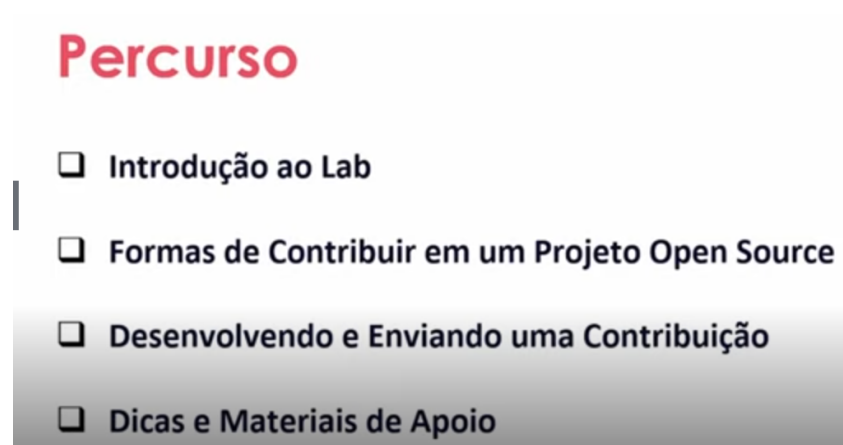 Percurso
❑ Introdução ao Lab
❑ Formas de Contribuir em um Projeto Open Source
❑ Desenvolvendo e Enviando uma Contribuição
❑ Dicas e Materiais de Apoio